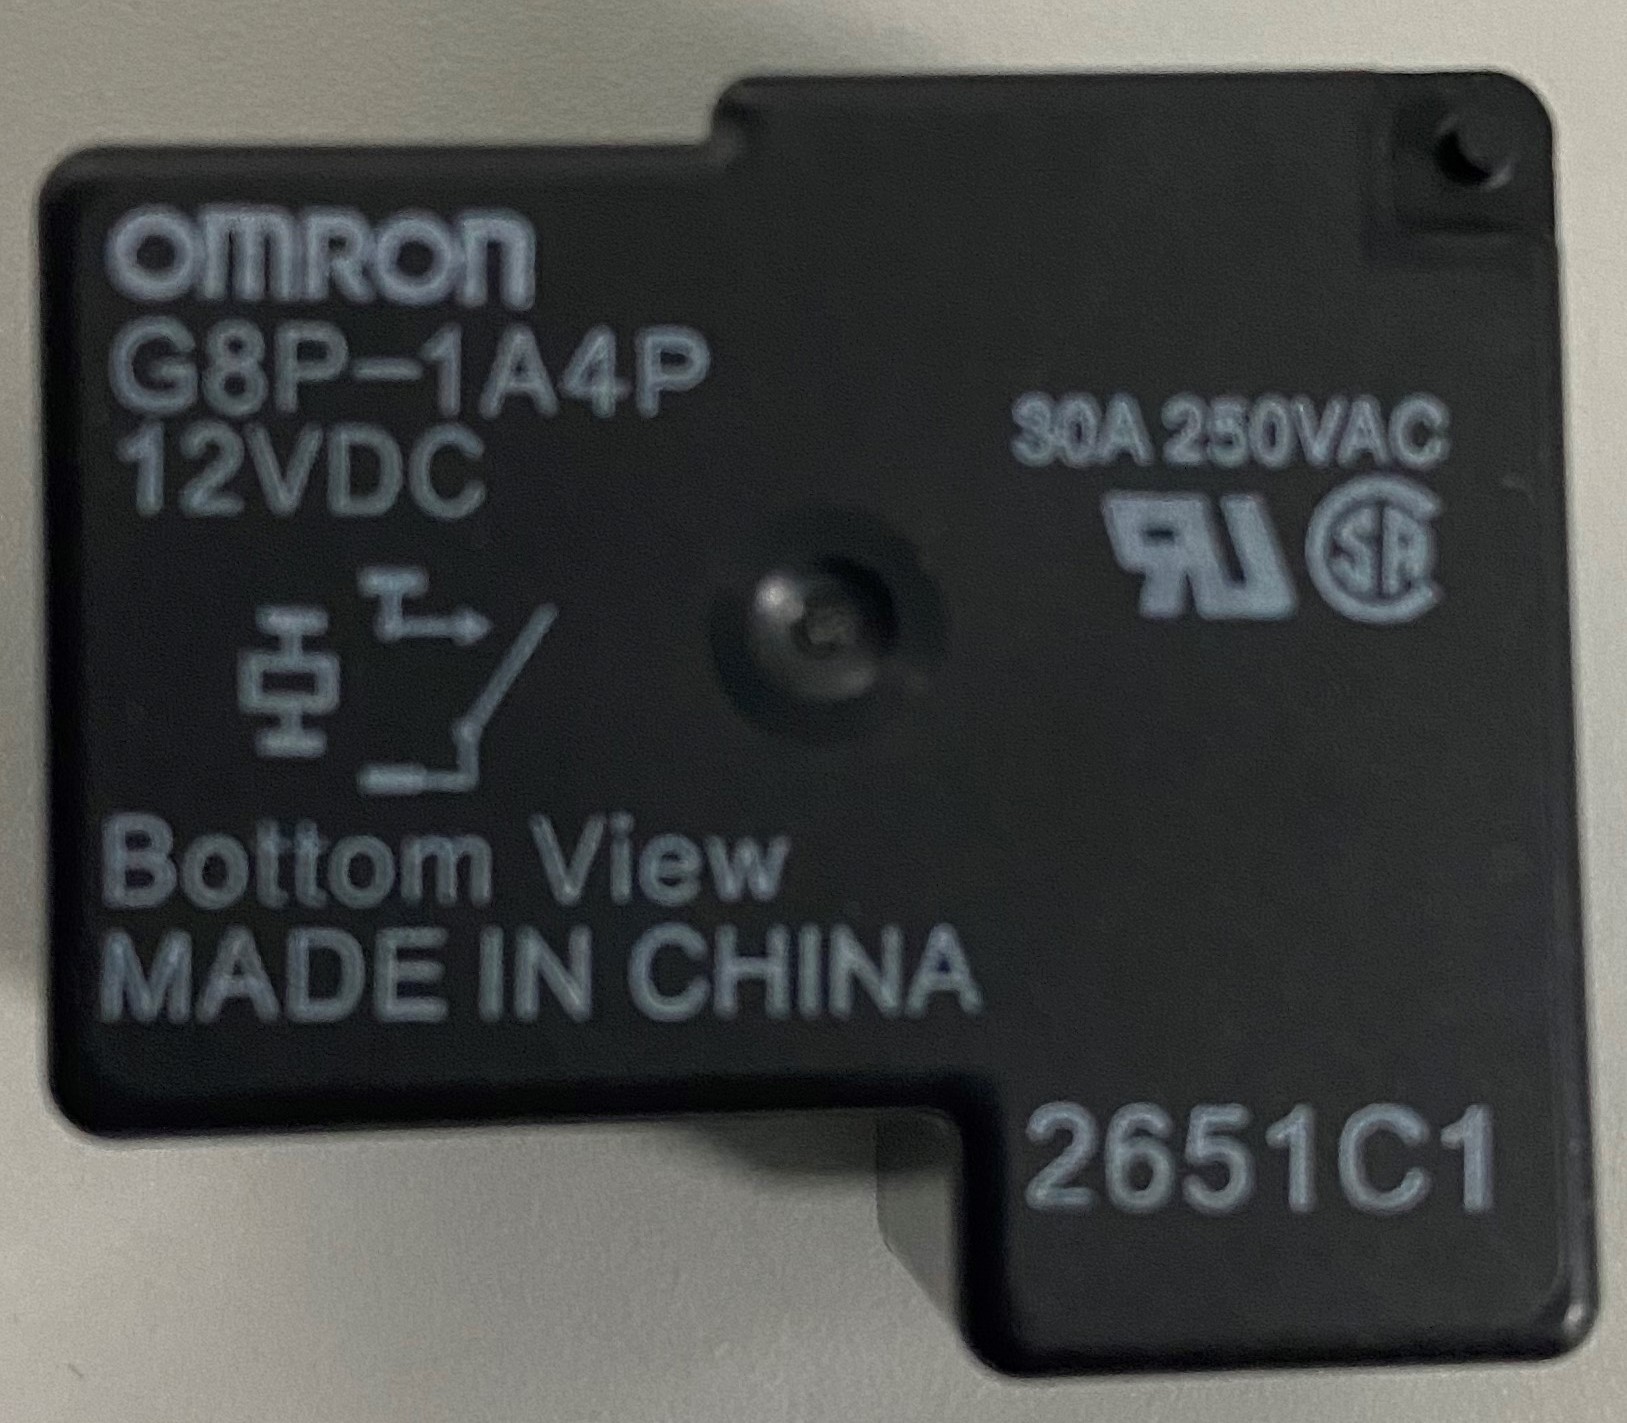 OMRON
G8P-1A4P
12VDC
30A 250VAC
Bottom View
MADE IN CHINA
2651C1